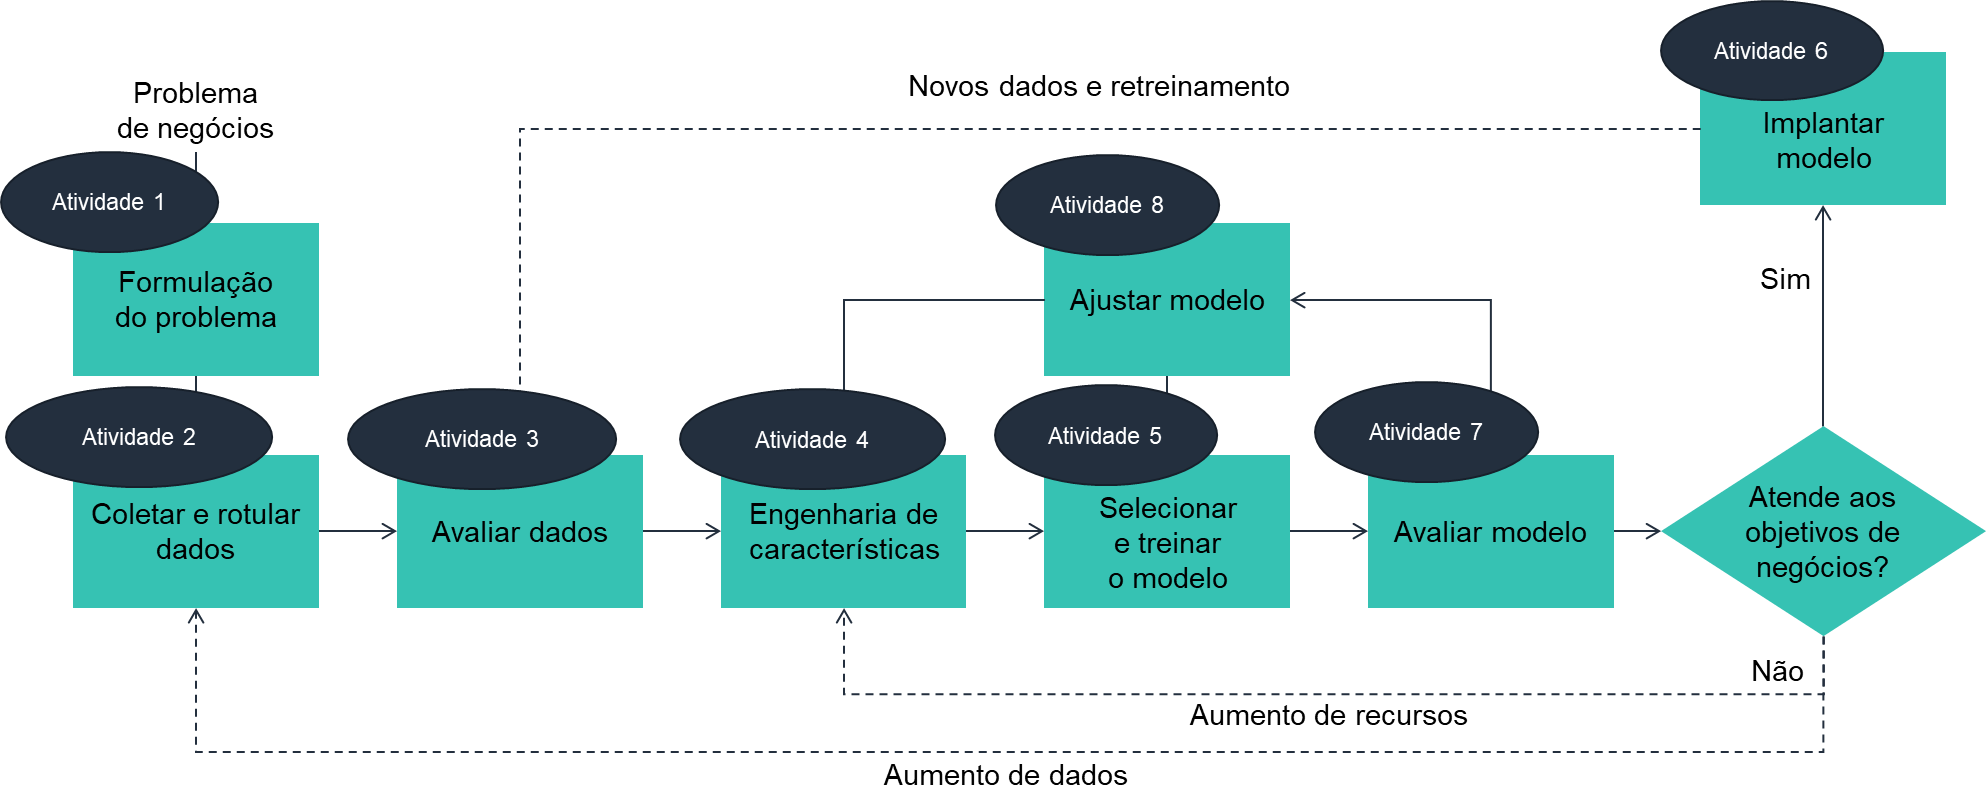 Problema
de negócios
Atividade 1
Formulação
do problema
Atividade 2
Coletar e rotular
dados
Atividade 3
Avaliar dados
Atividade 4
Engenharia de
características
Atividade 5
Selecionar
e treinar
o modelo
Atividade 7
Avaliar modelo
Atividade 8
Ajustar modelo
Novos dados e retreinamento
Atividade 6
Implantar
modelo
Sim
Atende aos
objetivos de
negócios?
Não
Aumento de recursos
Aumento de dados